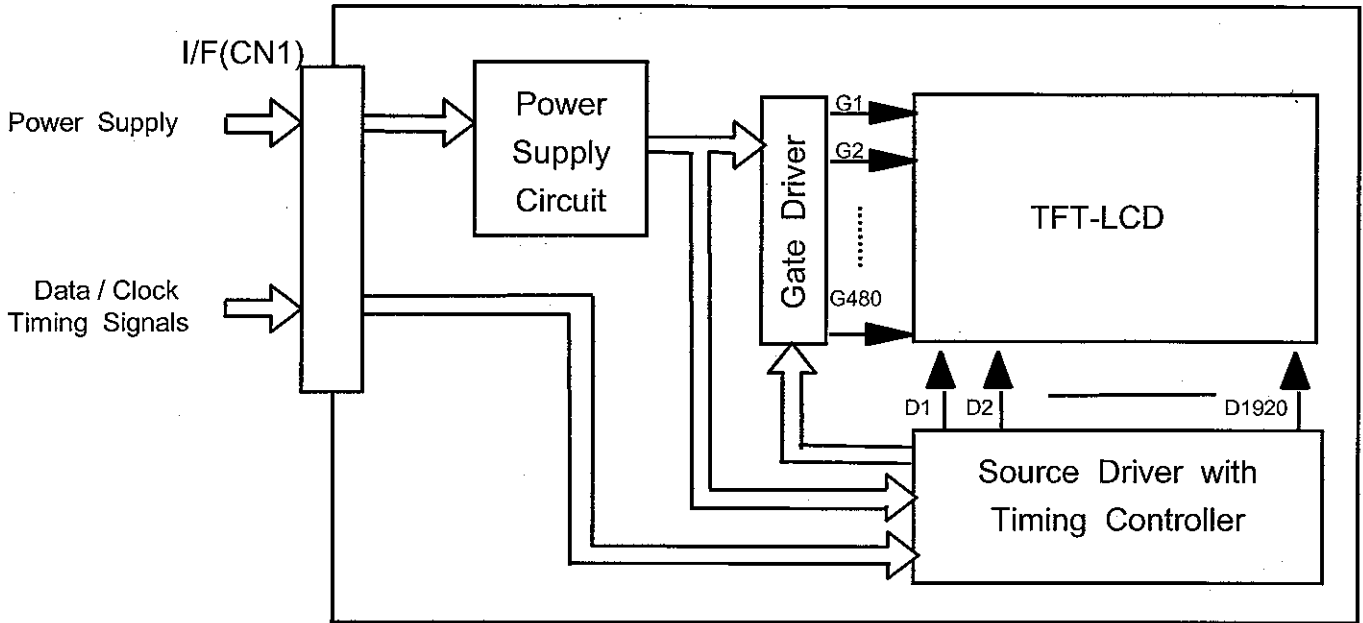 I/F(CN1)
Power Supply
Data / Clock
Timing Signals
Power
Supply
Circuit
Gate Driver
G1
G2
G480
TFT-LCD
D1
D2
D1920
Source Driver with
Timing Controller